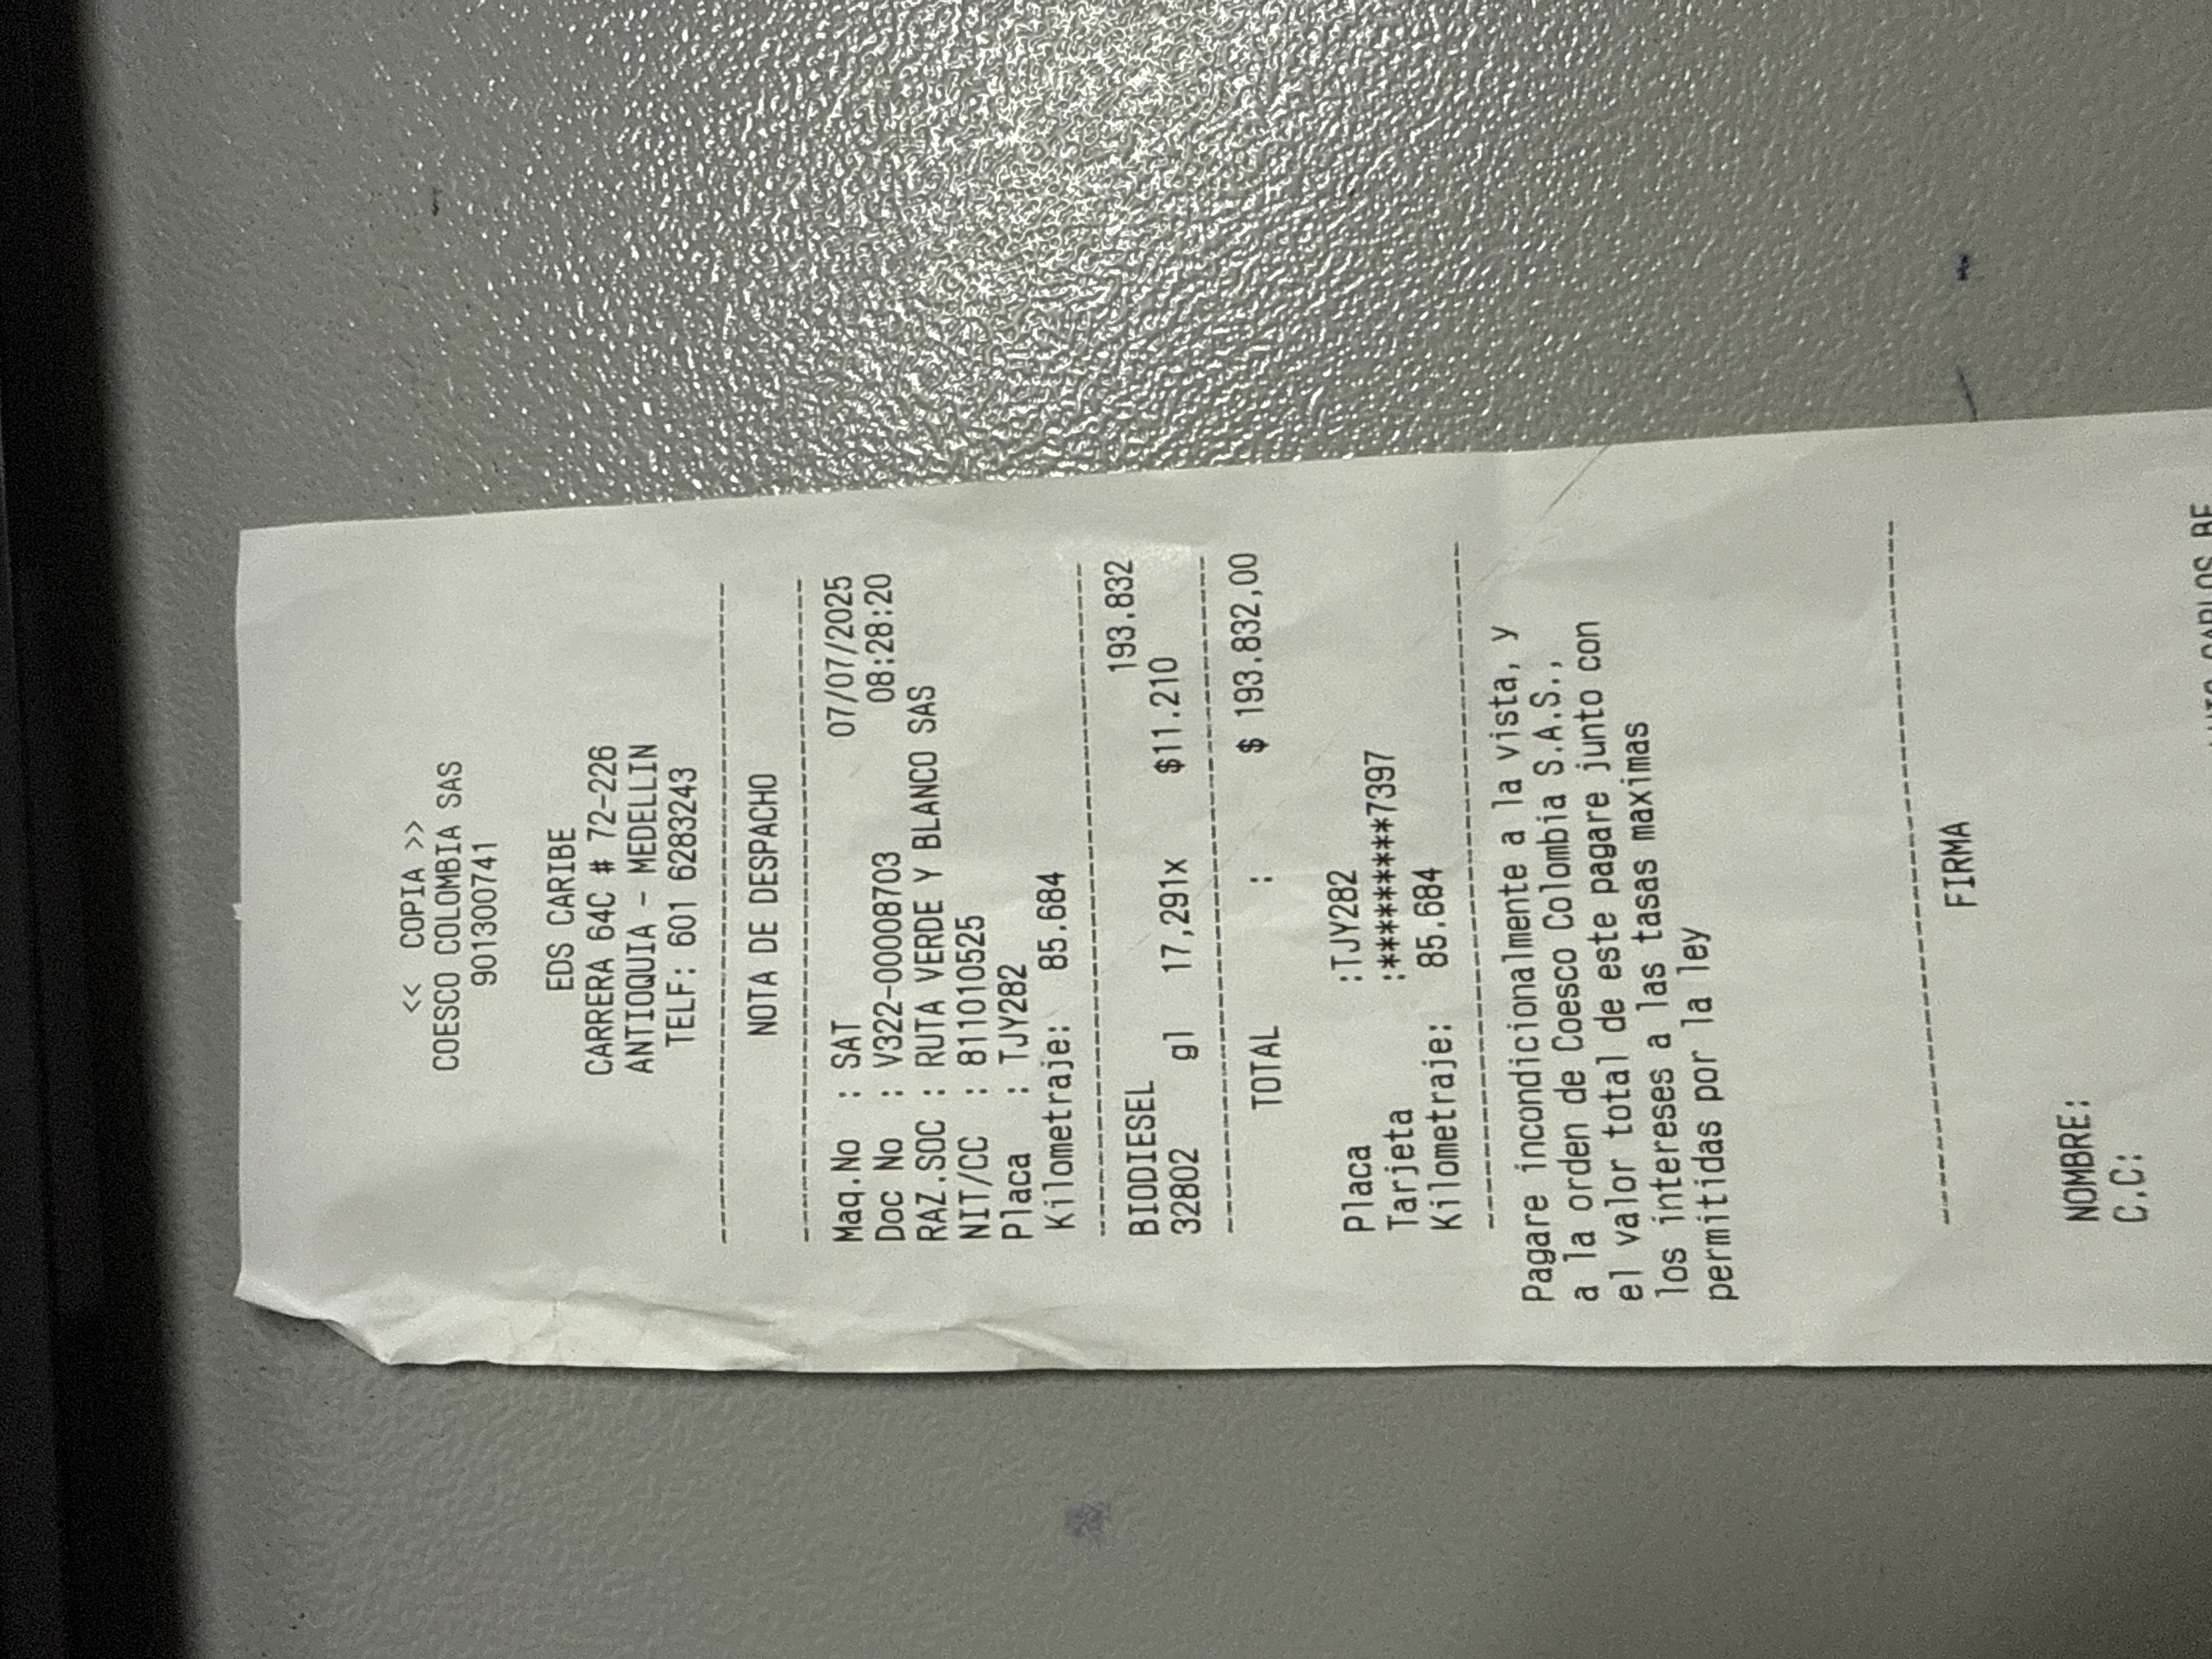 << COPIA >>
COESCO COLOMBIA SAS
901300741
EDS CARIBE
CARRERA 64C # 72-226
ANTIOQUIA - MEDELLIN
TELF: 601 6283243
NOTA DE DESPACHO
Maq.No : SAT 07/07/2025
Doc No : V322-00008703 08:28:20
RAZ.SOC : RUTA VERDE Y BLANCO SAS
NIT/CC : 811010525
Placa : TJY282
Kilometraje: 85.684
BIODIESEL 193.832
32802 gl 17,291x $11.210
TOTAL : $ 193.832,00
Placa :TJY282
Tarjeta :*********7397
Kilometraje: 85.684
Pagare incondicionalmente a la vista, y
a la orden de Coesco Colombia S.A.S.,
el valor total de este pagare junto con
los intereses a las tasas maximas
permitidas por la ley
FIRMA
NOMBRE:
C.C:
CARLOS